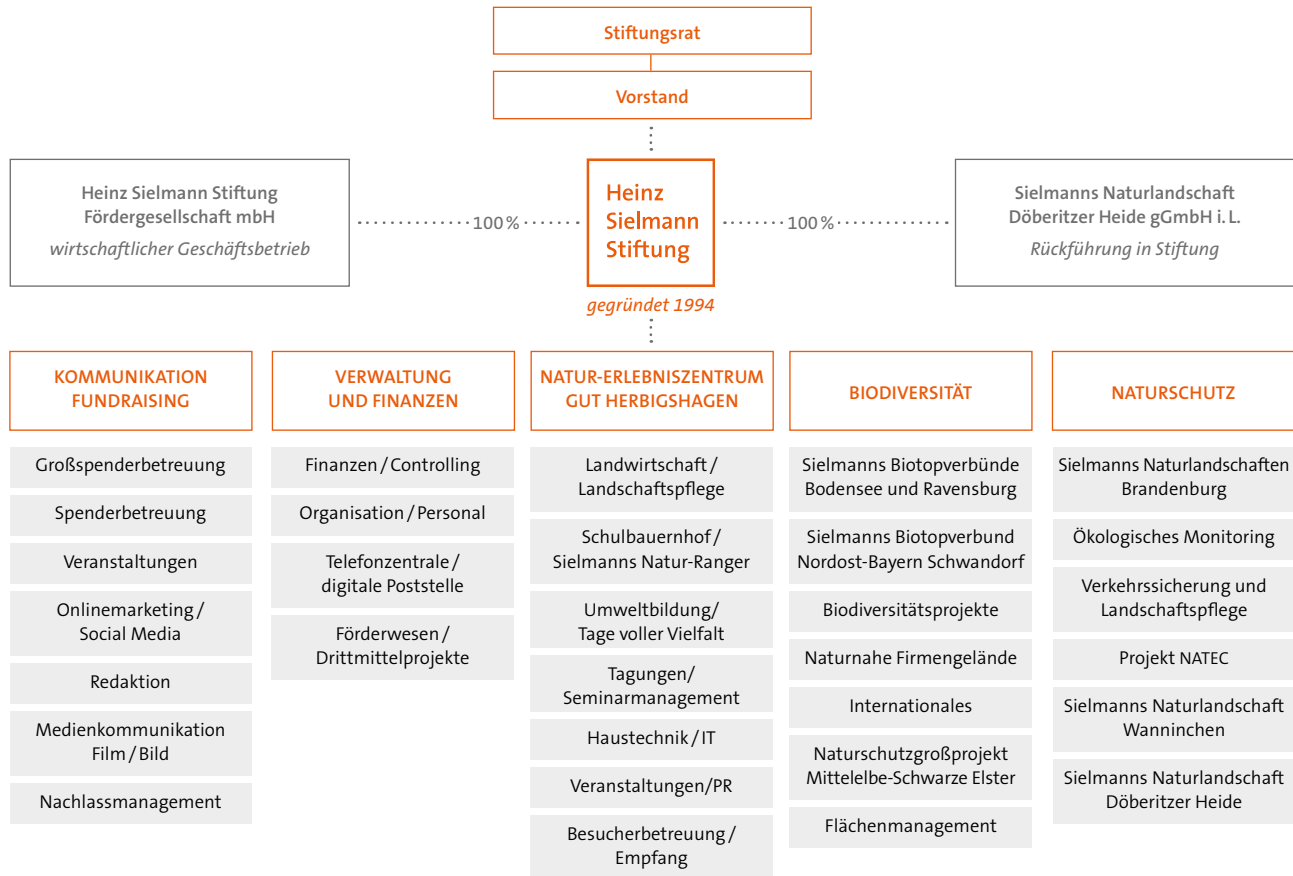 Stiftungsrat
Vorstand
Heinz Sielmann Stiftung
Fördergesellschaft mbH
wirtschaftlicher Geschäftsbetrieb
100 %
Heinz
Sielmann
Stiftung
gegründet 1994
100 %
Sielmanns Naturlandschaft
Döberitzer Heide gGmbH i. L.
Rückführung in Stiftung
KOMMUNIKATION
FUNDRAISING
Großspenderbetreuung
Spenderbetreuung
Veranstaltungen
Onlinemarketing /
Social Media
Redaktion
Medienkommunikation
Film / Bild
Nachlassmanagement
VERWALTUNG
UND FINANZEN
Finanzen / Controlling
Organisation / Personal
Telefonzentrale /
digitale Poststelle
Förderwesen /
Drittmittelprojekte
NATUR-ERLEBNISZENTRUM
GUT HERBIGSHAGEN
Landwirtschaft /
Landschaftspflege
Schulbauernhof /
Sielmanns Natur-Ranger
Umweltbildung/
Tage voller Vielfalt
Tagungen/
Seminarmanagement
Haustechnik / IT
Veranstaltungen/PR
Besucherbetreuung /
Empfang
BIODIVERSITÄT
Sielmanns Biotopverbünde
Bodensee und Ravensburg
Sielmanns Biotopverbund
Nordost-Bayern Schwandorf
Biodiversitätsprojekte
Naturnahe Firmengelände
Internationales
Naturschutzgroßprojekt
Mittelelbe-Schwarze Elster
Flächenmanagement
NATURSCHUTZ
Sielmanns Naturlandschaften
Brandenburg
Ökologisches Monitoring
Verkehrssicherung und
Landschaftspflege
Projekt NATEC
Sielmanns Naturlandschaft
Wanninchen
Sielmanns Naturlandschaft
Döberitzer Heide